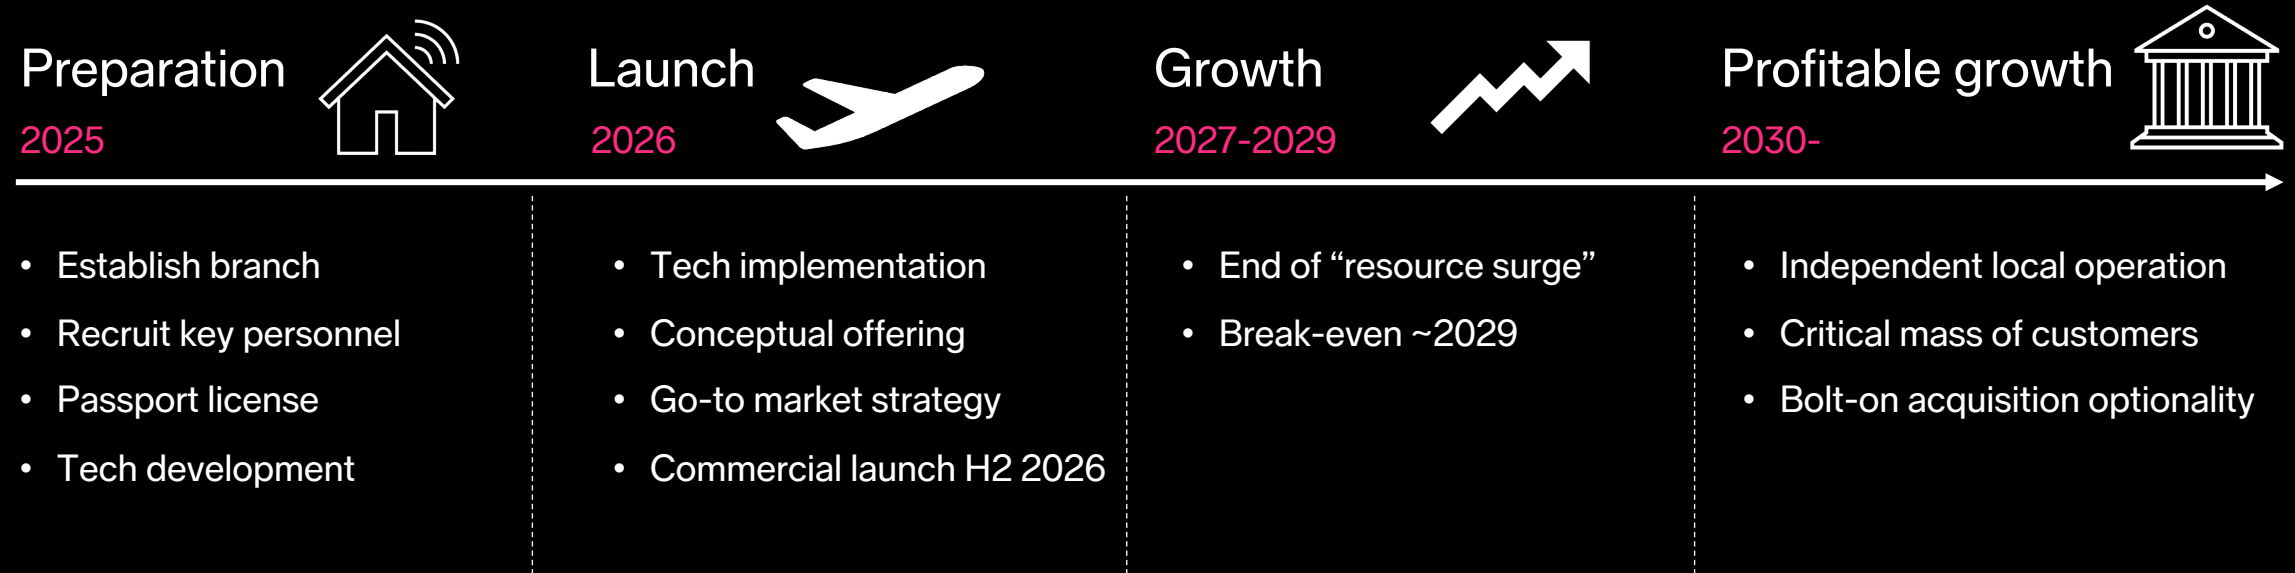 Preparation
2025
• Establish branch
• Recruit key personnel
• Passport license
• Tech development
Launch
2026
• Tech implementation
• Conceptual offering
• Go-to market strategy
• Commercial launch H2 2026
Growth
2027-2029
• End of “resource surge”
• Break-even ~2029
Profitable growth
2030-
• Independent local operation
• Critical mass of customers
• Bolt-on acquisition optionality